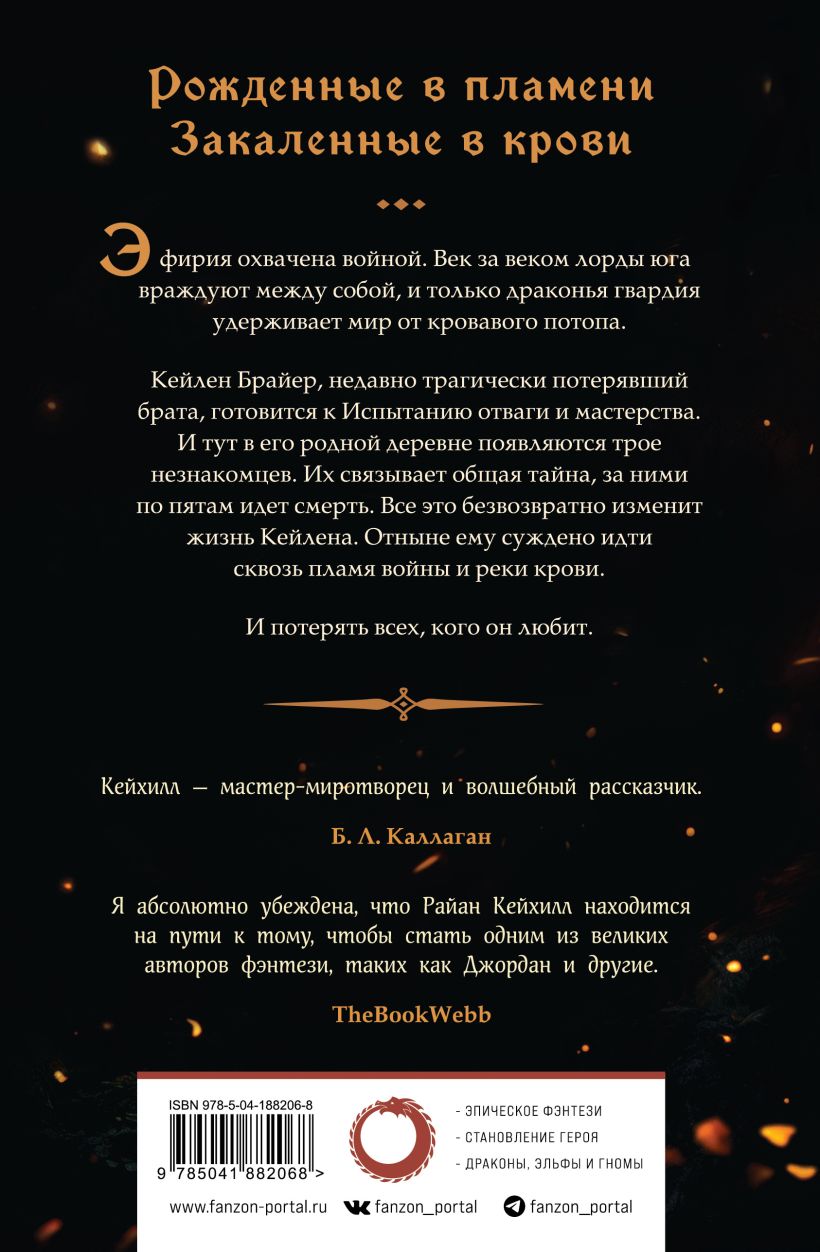 Рожденные в пламени
Закаленные в крови
Эфирия охвачена войной. Век за веком лорды юга
враждуют между собой, и только драконья гвардия
удерживает мир от кровавого потопа.
Кейлен Брайер, недавно трагически потерявший
брата, готовится к Испытанию отваги и мастерства.
И тут в его родной деревне появляются трое
незнакомцев. Их связывает общая тайна, за ними
по пятам идет смерть. Все это безвозвратно изменит
жизнь Кейлена. Отныне ему суждено идти
сквозь пламя войны и реки крови.
И потерять всех, кого он любит.
Кейхилл – мастер-миротворец и волшебный рассказчик.
Б. Л. Каллаган
Я абсолютно убеждена, что Райан Кейхилл находится
на пути к тому, чтобы стать одним из великих
авторов фэнтези, таких как Джордан и другие.
TheBookWebb
ISBN 978-5-04-188206-8
9 785041 882068 >
- ЭПИЧЕСКОЕ ФЭНТЕЗИ
- СТАНОВЛЕНИЕ ГЕРОЯ
- ДРАКОНЫ, ЭЛЬФЫ И ГНОМЫ
www.fanzon-portal.ru fanzon_portal fanzon_portal